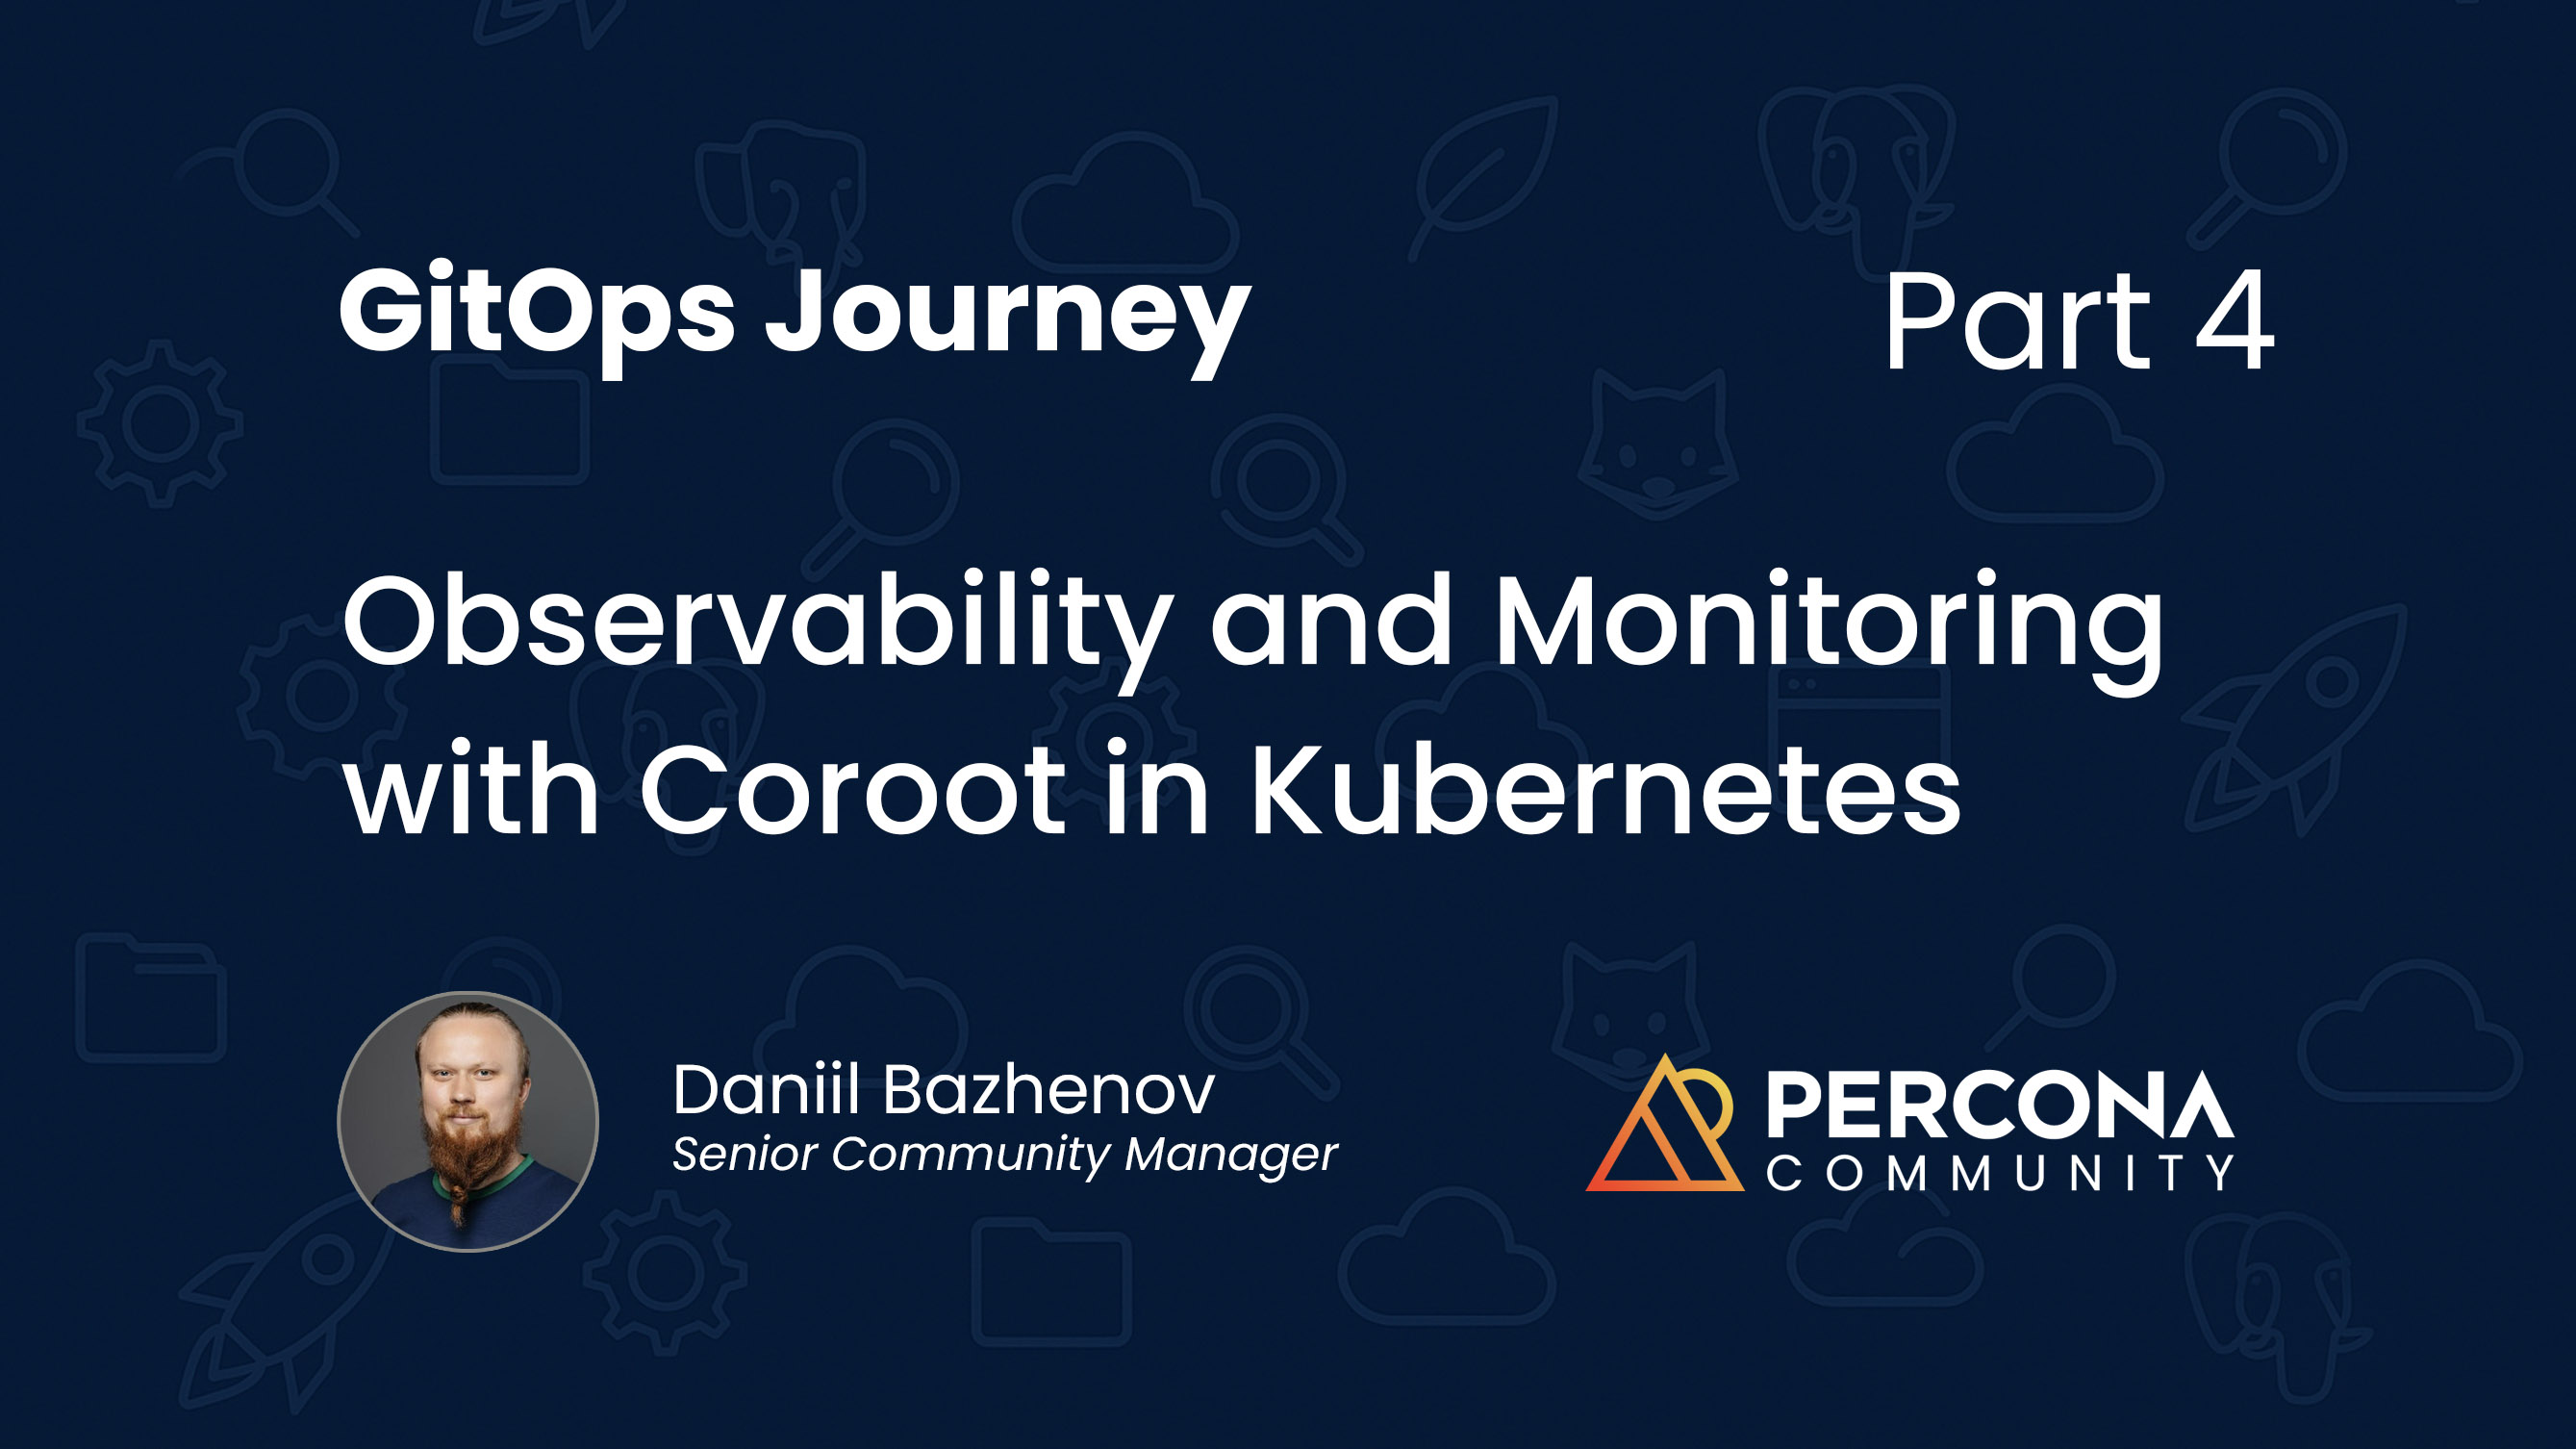 GitOps Journey
Part 4
Observability and Monitoring
with Coroot in Kubernetes
Daniil Bazhenov
Senior Community Manager
PERCONA
COMMUNITY